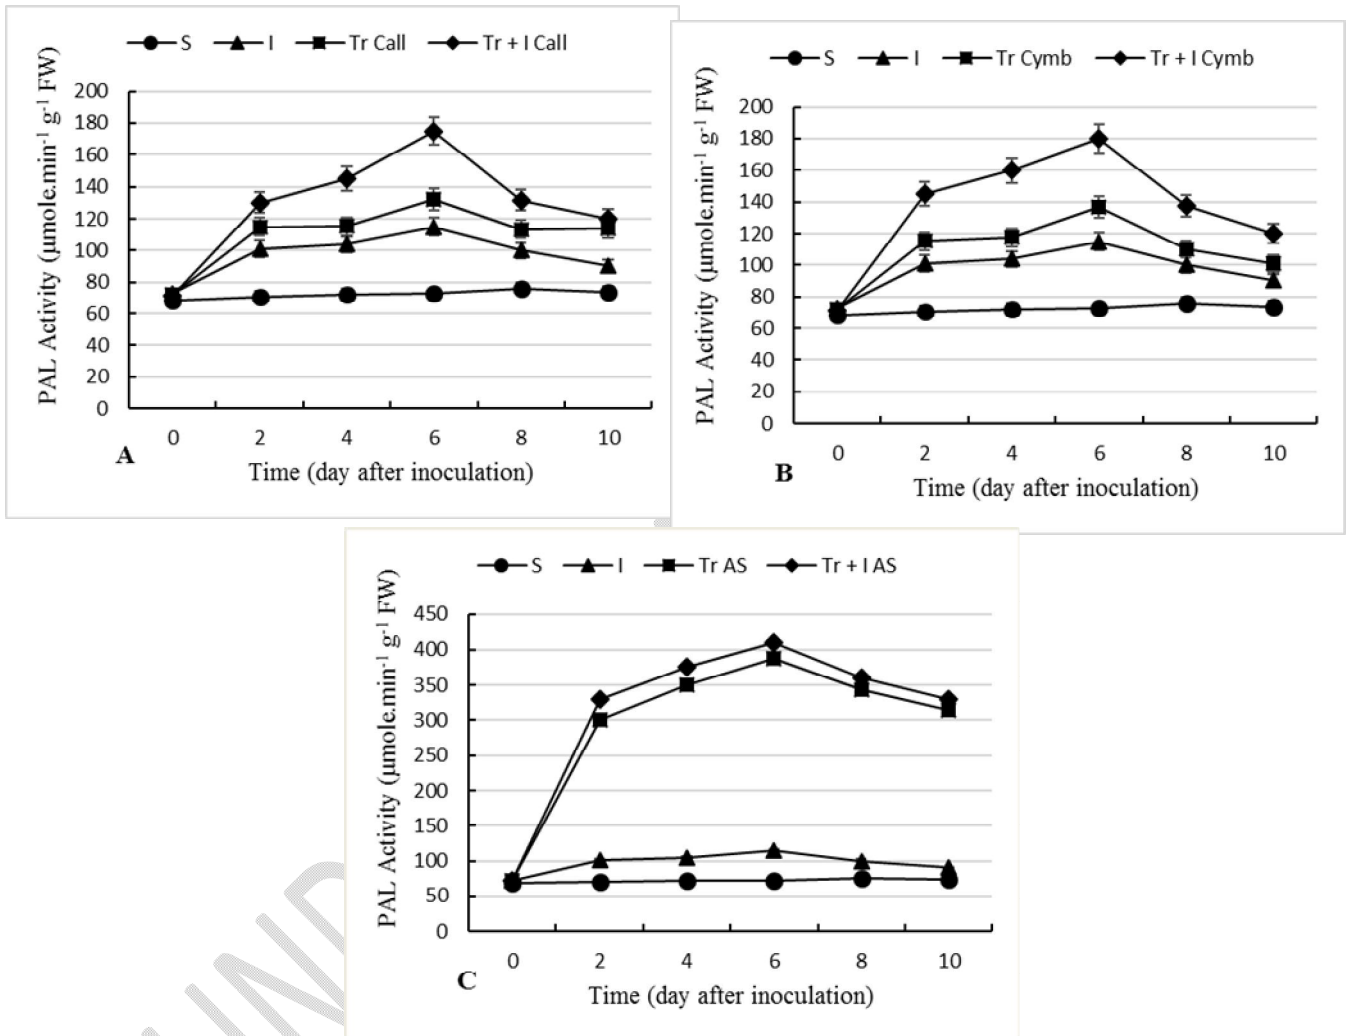 S I Tr Call Tr + I Call
PAL Activity (µmole.min⁻¹ g⁻¹ FW)
200
180
160
140
120
100
80
60
40
20
0
0 2 4 6 8 10
A
Time (day after inoculation)
S I Tr Cymb Tr + I Cymb
PAL Activity (µmole.min⁻¹ g⁻¹ FW)
200
180
160
140
120
100
80
60
40
20
0
0 2 4 6 8 10
B
Time (day after inoculation)
S I Tr AS Tr + I AS
PAL Activity (µmole.min⁻¹ g⁻¹ FW)
450
400
350
300
250
200
150
100
50
0
0 2 4 6 8 10
C
Time (day after inoculation)